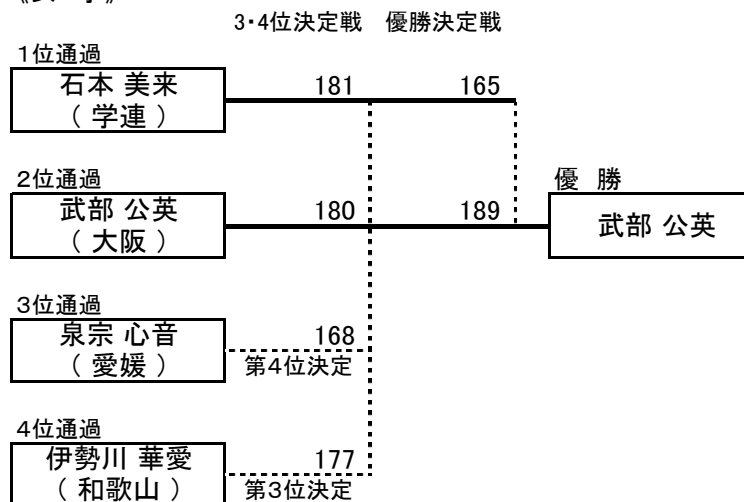 3・4位決定戦 優勝決定戦
1位通過
石本 美来
( 学連 )
181 165
2位通過
武部 公英
( 大阪 )
180 189
優 勝
武部 公英
3位通過
泉宗 心音
( 愛媛 )
168
第4位決定
4位通過
伊勢川 華愛
( 和歌山 )
177
第3位決定